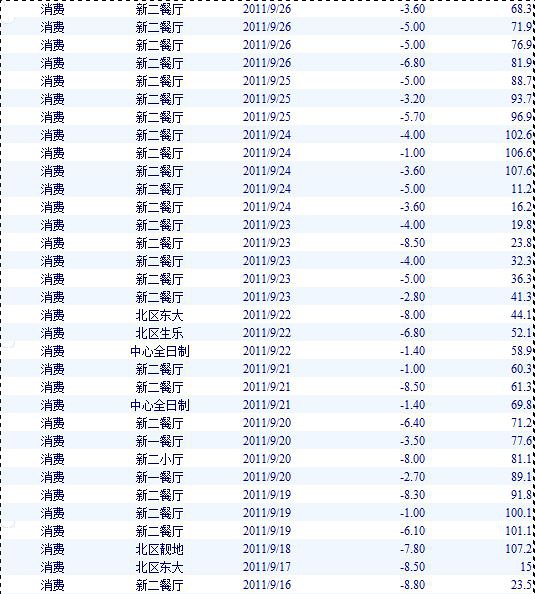 消费 新二餐厅 2011/9/26 -3.60 68.3
消费 新二餐厅 2011/9/26 -5.00 71.9
消费 新二餐厅 2011/9/26 -5.00 76.9
消费 新二餐厅 2011/9/26 -6.80 81.9
消费 新二餐厅 2011/9/25 -5.00 88.7
消费 新二餐厅 2011/9/25 -3.20 93.7
消费 新二餐厅 2011/9/25 -5.70 96.9
消费 新二餐厅 2011/9/24 -4.00 102.6
消费 新二餐厅 2011/9/24 -1.00 106.6
消费 新二餐厅 2011/9/24 -3.60 107.6
消费 新二餐厅 2011/9/24 -5.00 11.2
消费 新二餐厅 2011/9/24 -3.60 16.2
消费 新二餐厅 2011/9/23 -4.00 19.8
消费 新二餐厅 2011/9/23 -8.50 23.8
消费 新二餐厅 2011/9/23 -4.00 32.3
消费 新二餐厅 2011/9/23 -5.00 36.3
消费 新二餐厅 2011/9/23 -2.80 41.3
消费 北区东大 2011/9/22 -8.00 44.1
消费 北区生乐 2011/9/22 -6.80 52.1
消费 中心全日制 2011/9/22 -1.40 58.9
消费 新二餐厅 2011/9/21 -1.00 60.3
消费 新二餐厅 2011/9/21 -8.50 61.3
消费 中心全日制 2011/9/21 -1.40 69.8
消费 新二餐厅 2011/9/20 -6.40 71.2
消费 新一餐厅 2011/9/20 -3.50 77.6
消费 新二小厅 2011/9/20 -8.00 81.1
消费 新一餐厅 2011/9/20 -2.70 89.1
消费 新二餐厅 2011/9/19 -8.30 91.8
消费 新二餐厅 2011/9/19 -1.00 100.1
消费 新二餐厅 2011/9/19 -6.10 101.1
消费 北区靓地 2011/9/18 -7.80 107.2
消费 北区东大 2011/9/17 -8.50 15
消费 新二餐厅 2011/9/16 -8.80 23.5